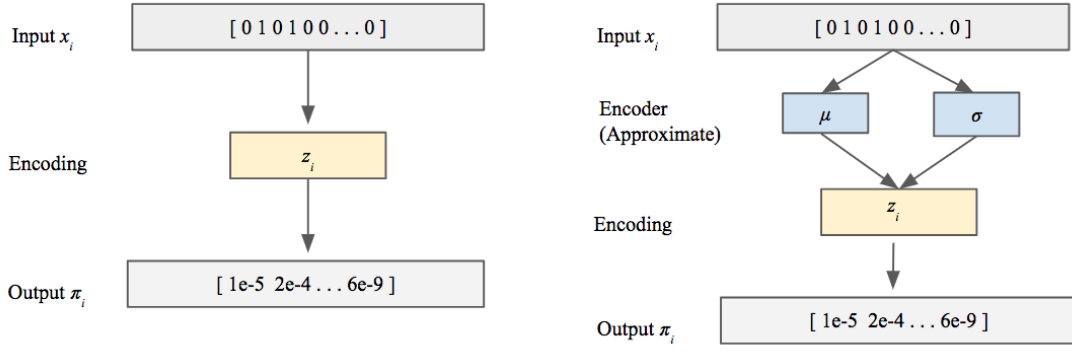 Input x_i
[ 0 1 0 1 0 0 . . . 0 ]
Encoding
z_i
Output π_i
[ 1e-5 2e-4 . . . 6e-9 ]
Input x_i
[ 0 1 0 1 0 0 . . . 0 ]
Encoder
(Approximate)
μ
σ
Encoding
z_i
Output π_i
[ 1e-5 2e-4 . . . 6e-9 ]